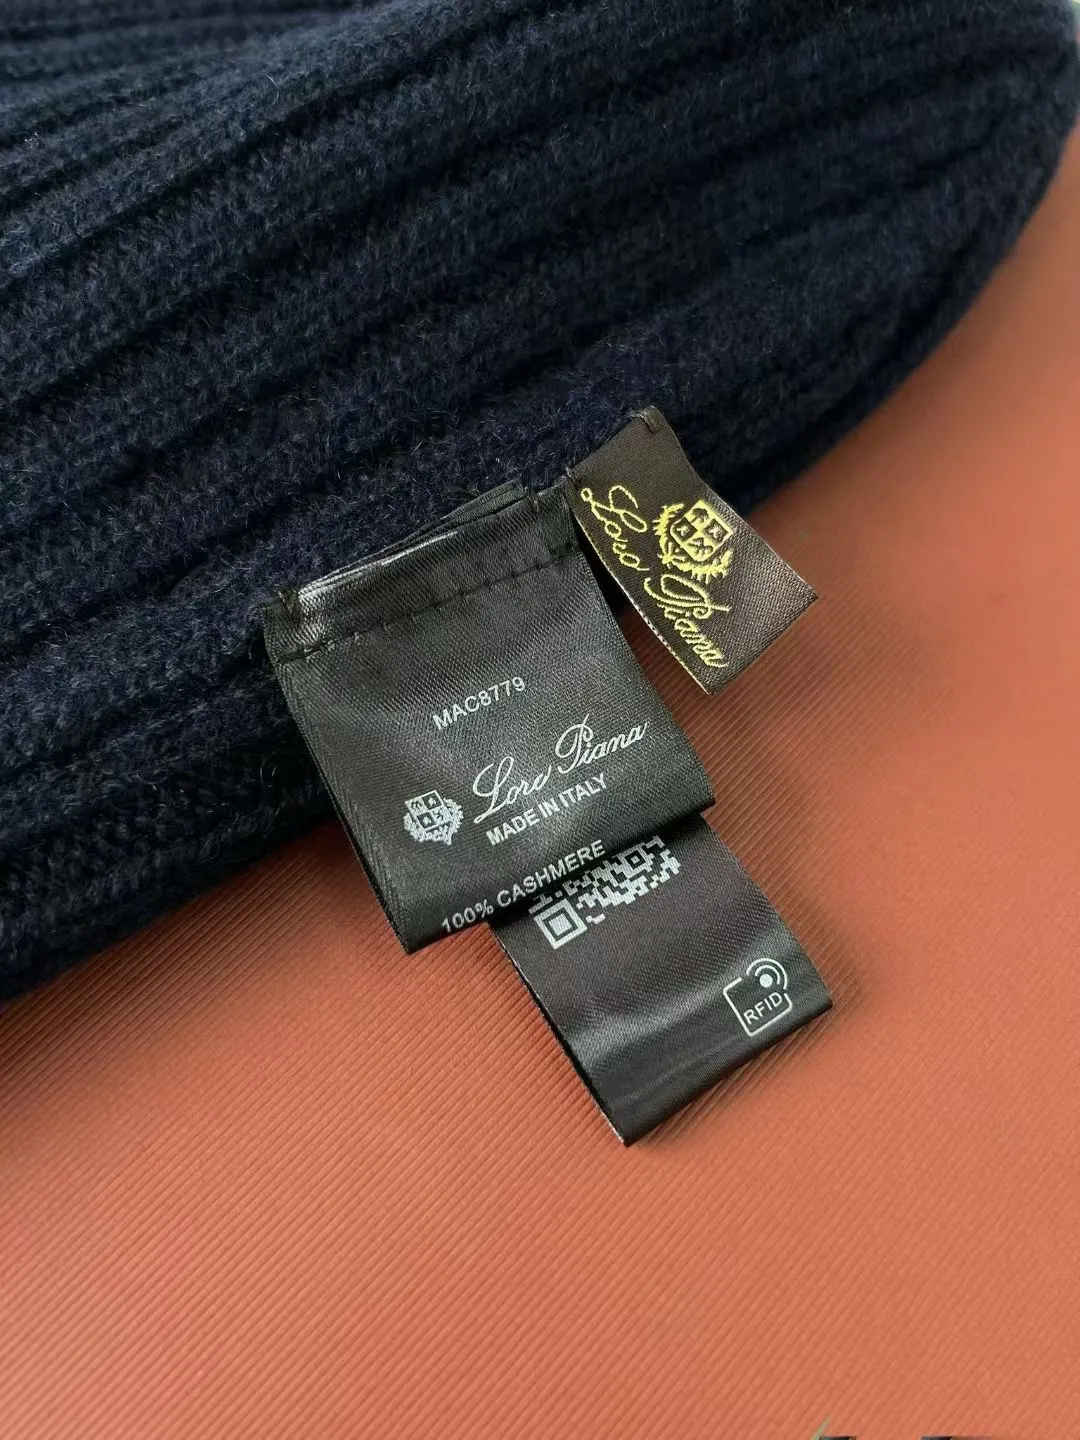 Loro Piana
MAC8779
Loro Piana
MADE IN ITALY
100% CASHMERE
RFID